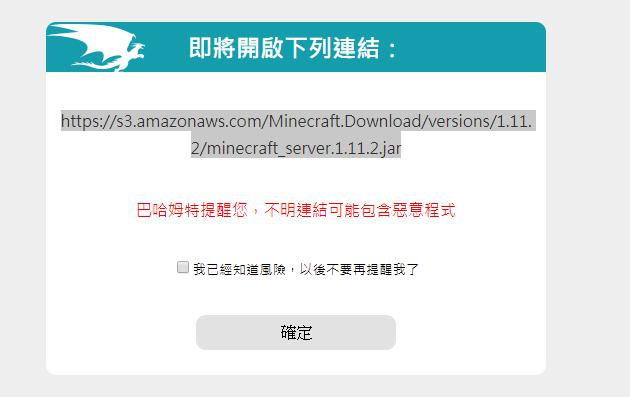 即將開啟下列連結：
https://s3.amazonaws.com/Minecraft.Download/versions/1.11.
2/minecraft_server.1.11.2.jar
巴哈姆特提醒您，不明連結可能包含惡意程式
我已經知道風險，以後不要再提醒我了
確定